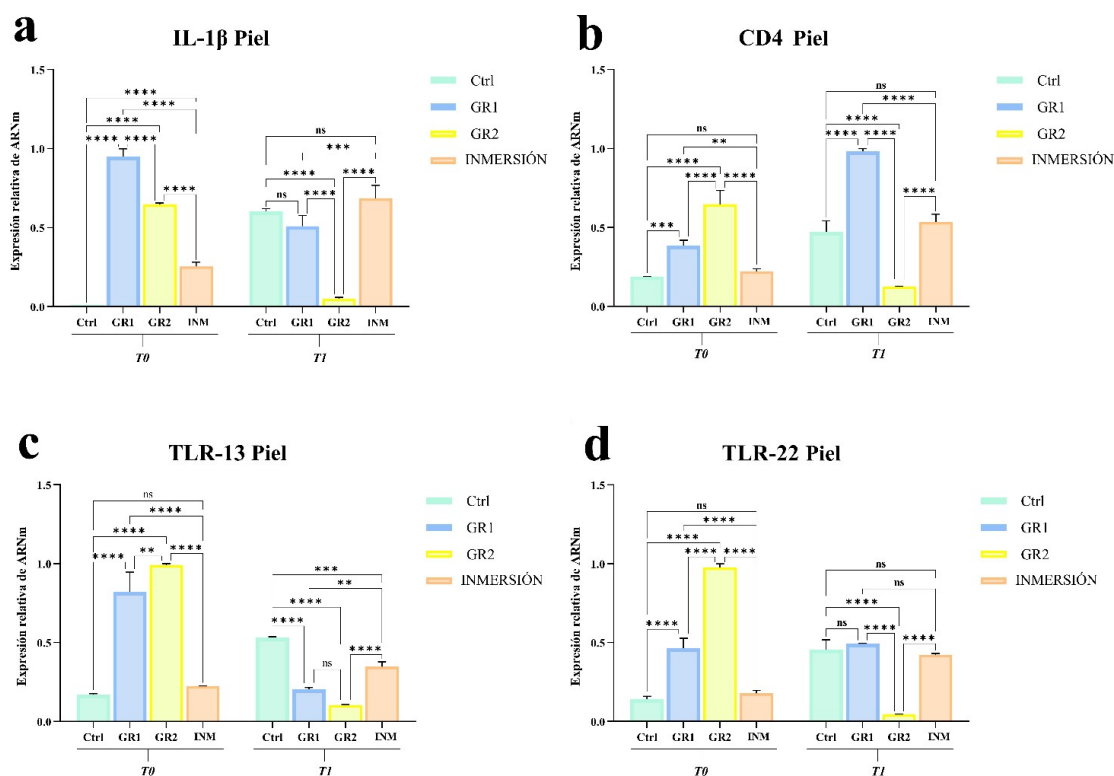 a
IL-1β Piel
Expresión relativa de ARNm
1.5
1.0
0.5
0.0
****
****
****
**** ****
****
ns
***
****
ns
****
****
Ctrl GR1 GR2 INM Ctrl GR1 GR2 INM
T0 T1
Ctrl
GR1
GR2
INMERSIÓN
b
CD4 Piel
Expresión relativa de ARNm
1.5
1.0
0.5
0.0
ns
**
****
**** ****
***
ns
****
****
**** ****
****
Ctrl GR1 GR2 INM Ctrl GR1 GR2 INM
T0 T1
Ctrl
GR1
GR2
INMERSIÓN
c
TLR-13 Piel
Expresión relativa de ARNm
1.5
1.0
0.5
0.0
ns
****
****
**** ** ****
***
**
****
****
ns
****
Ctrl GR1 GR2 INM Ctrl GR1 GR2 INM
T0 T1
Ctrl
GR1
GR2
INMERSIÓN
d
TLR-22 Piel
Expresión relativa de ARNm
1.5
1.0
0.5
0.0
ns
****
****
**** ****
****
ns
ns
****
ns ****
****
Ctrl GR1 GR2 INM Ctrl GR1 GR2 INM
T0 T1
Ctrl
GR1
GR2
INMERSIÓN